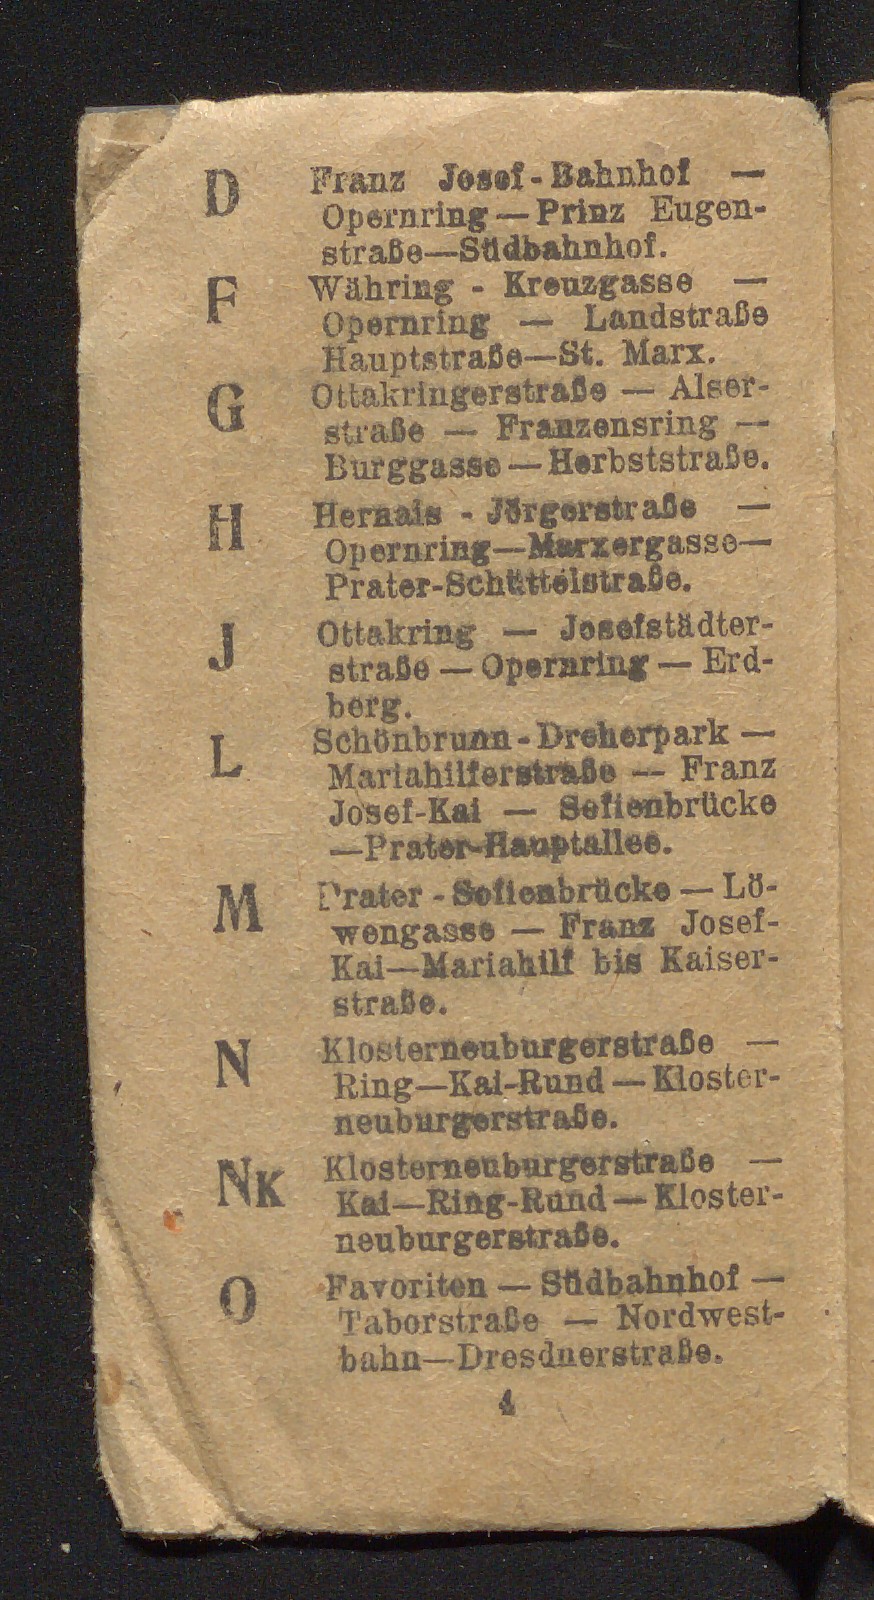 D Franz Josef-Bahnhof —
Opernring — Prinz Eugen-
straße—Südbahnhof.
F Währing - Kreuzgasse —
Opernring — Landstraße
Hauptstraße—St. Marx.
G Ottakringerstraße — Alser-
straße — Franzensring —
Burggasse — Herbststraße.
H Hernals - Jörgerstraße —
Opernring—Marxergasse—
Prater-Schüttelstraße.
J Ottakring — Josefstädter-
straße — Opernring — Erd-
berg.
L Schönbrunn - Dreherpark —
Mariahilferstraße — Franz
Josef-Kai — Sofienbrücke
—Prater-Hauptallee.
M Prater - Sofienbrücke — Lö-
wengasse — Franz Josef-
Kai—Mariahilf bis Kaiser-
straße.
N Klosterneuburgerstraße —
Ring—Kai-Rund — Kloster-
neuburgerstraße.
NK Klosterneuburgerstraße —
Kai—Ring-Rund — Kloster-
neuburgerstraße.
O Favoriten — Südbahnhof —
Taborstraße — Nordwest-
bahn—Dresdnerstraße.
4